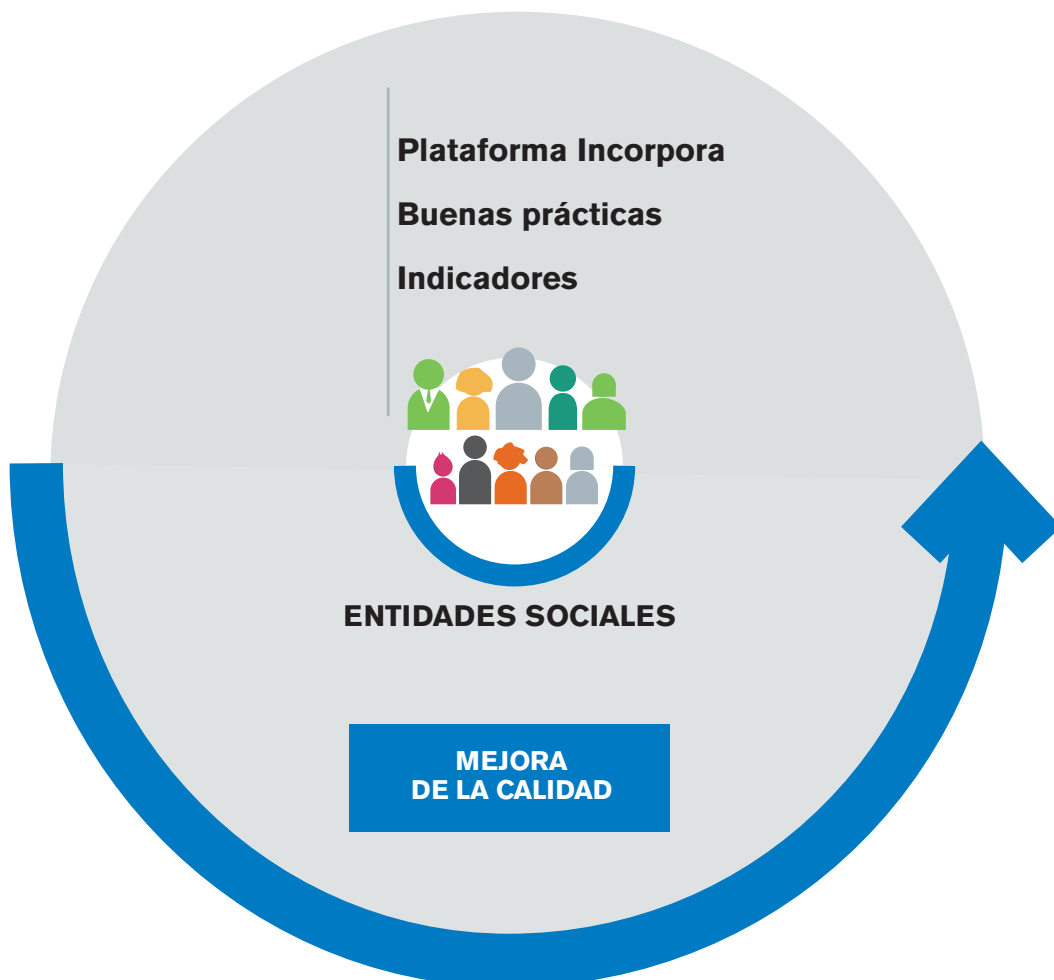 Plataforma Incorpora
Buenas prácticas
Indicadores
ENTIDADES SOCIALES
MEJORA
DE LA CALIDAD